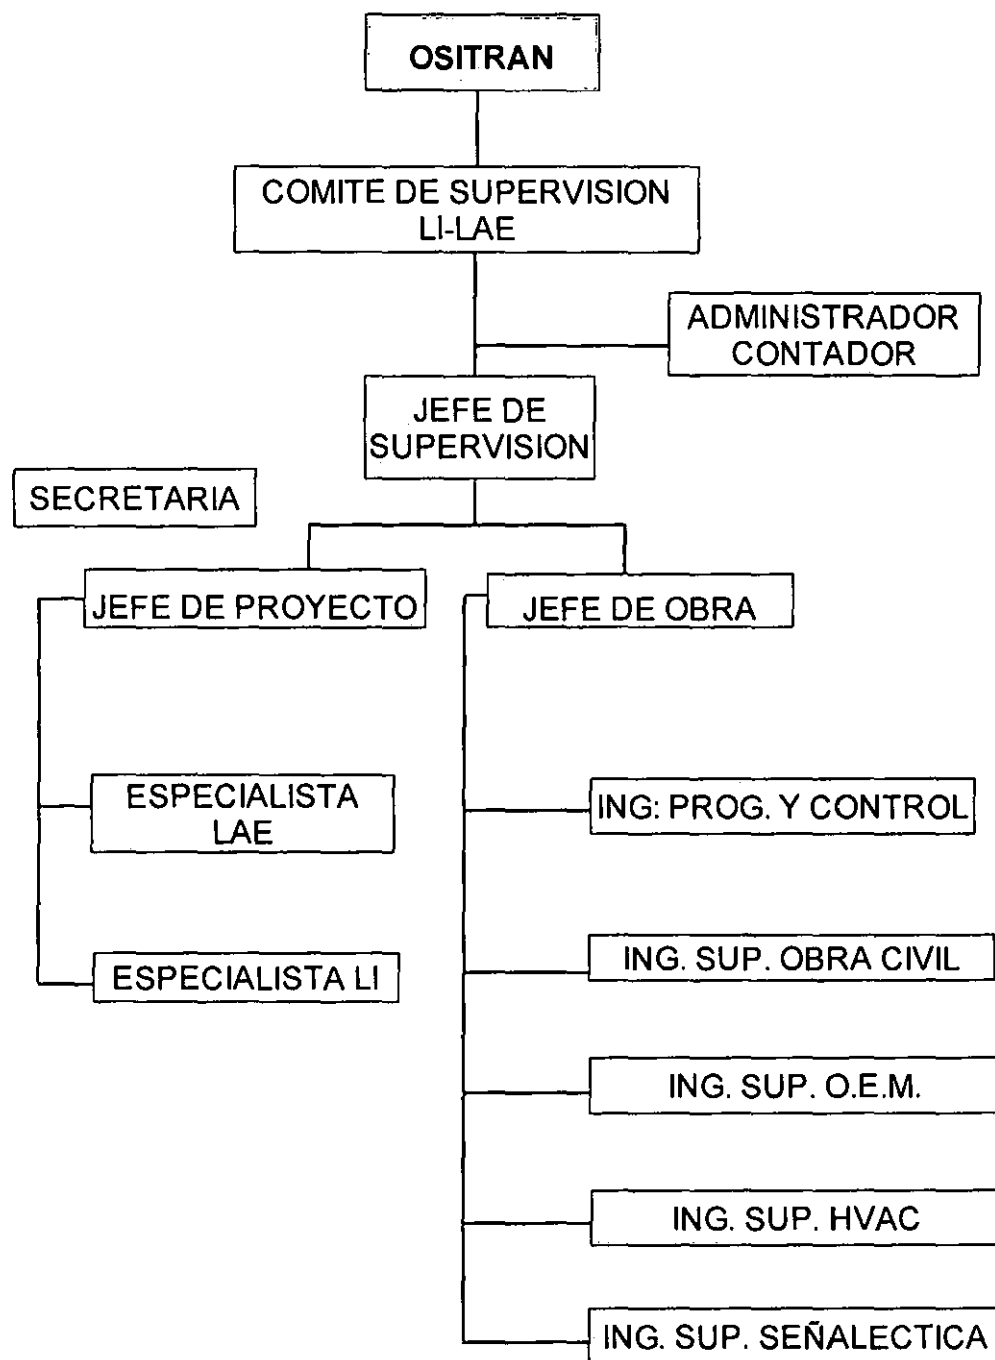 OSITRAN
COMITE DE SUPERVISION
LI-LAE
ADMINISTRADOR
CONTADOR
JEFE DE
SUPERVISION
SECRETARIA
JEFE DE PROYECTO
JEFE DE OBRA
ESPECIALISTA
LAE
ESPECIALISTA LI
ING: PROG. Y CONTROL
ING. SUP. OBRA CIVIL
ING. SUP. O.E.M.
ING. SUP. HVAC
ING. SUP. SEÑALECTICA